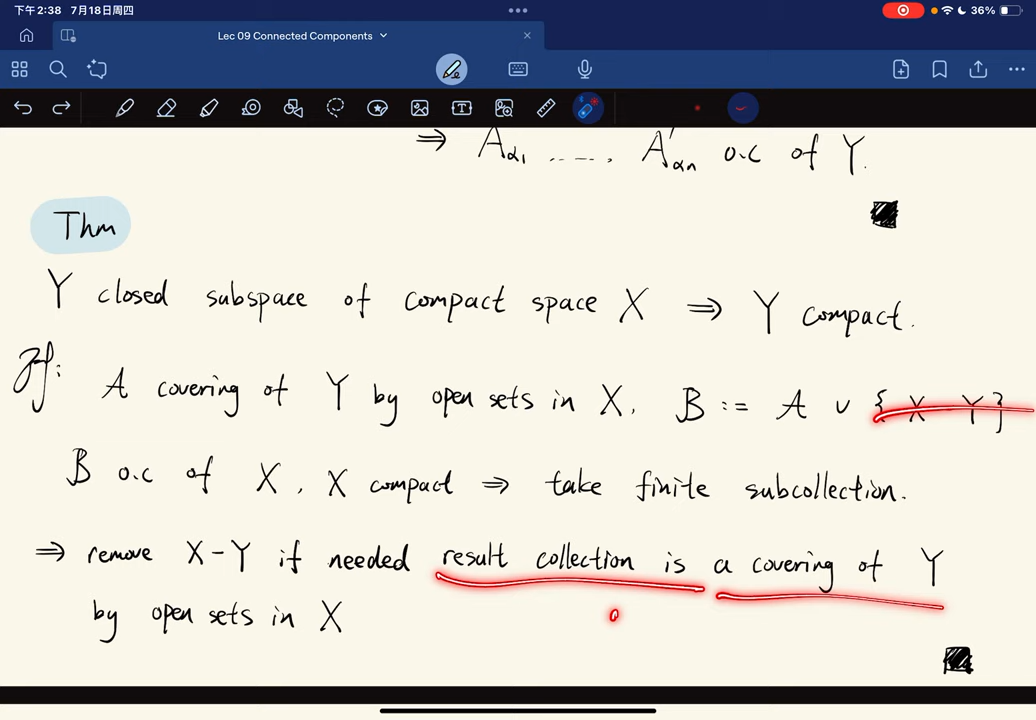 下午2:38 7月18日周四
36%
Lec 09 Connected Components
⇒ Aα1 ...., A'αn o.c of Y.
Thm
Y closed subspace of compact space X ⇒ Y compact.
Pf: A covering of Y by open sets in X. B := A ∪ {X-Y}
B o.c of X, X compact ⇒ take finite subcollection.
⇒ remove X-Y if needed result collection is a covering of Y
by open sets in X